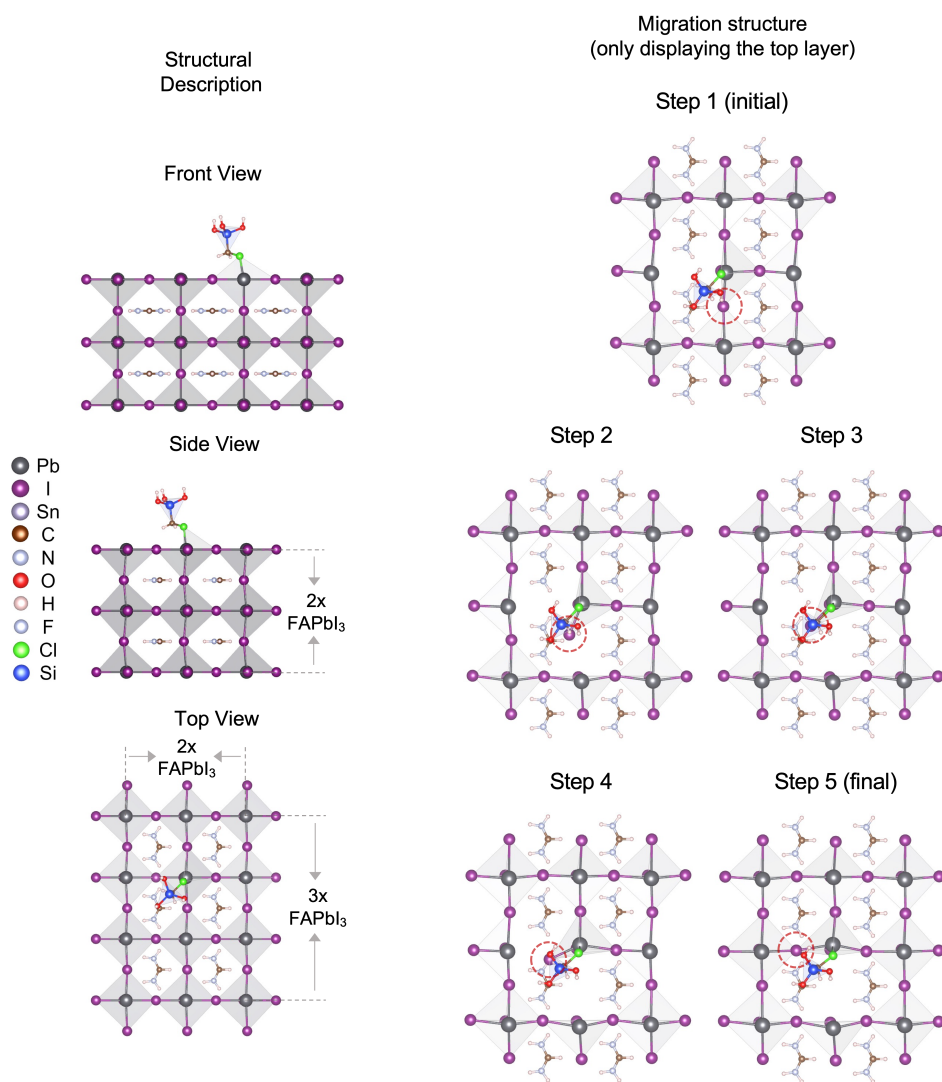 Structural
Description
Front View
Side View
Pb
I
Sn
C
N
O
H
F
Cl
Si
2x
FAPbI₃
Top View
2x
FAPbI₃
3x
FAPbI₃
Migration structure
(only displaying the top layer)
Step 1 (initial)
Step 2
Step 3
Step 4
Step 5 (final)